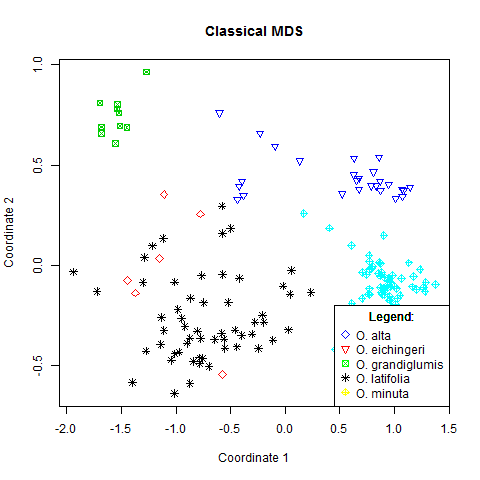 Classical MDS
Coordinate 2
1.0
0.5
0.0
-0.5
-2.0 -1.5 -1.0 -0.5 0.0 0.5 1.0 1.5
Coordinate 1
Legend:
O. alta
O. eichingeri
O. grandiglumis
O. latifolia
O. minuta